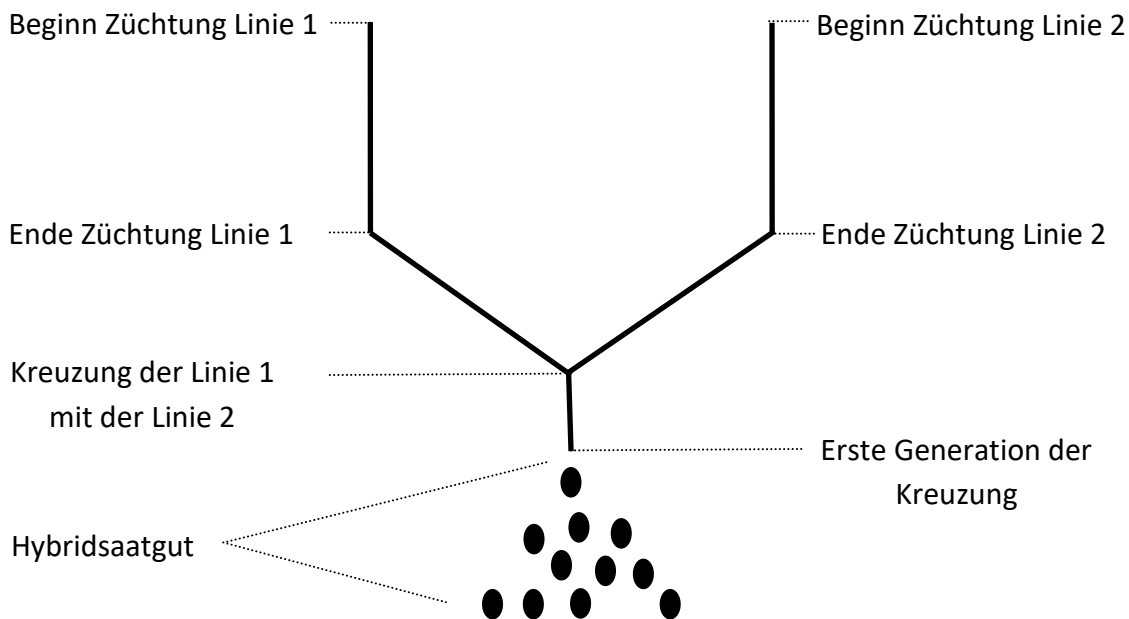 Beginn Züchtung Linie 1
Beginn Züchtung Linie 2
Ende Züchtung Linie 1
Ende Züchtung Linie 2
Kreuzung der Linie 1
mit der Linie 2
Erste Generation der
Kreuzung
Hybridsaatgut